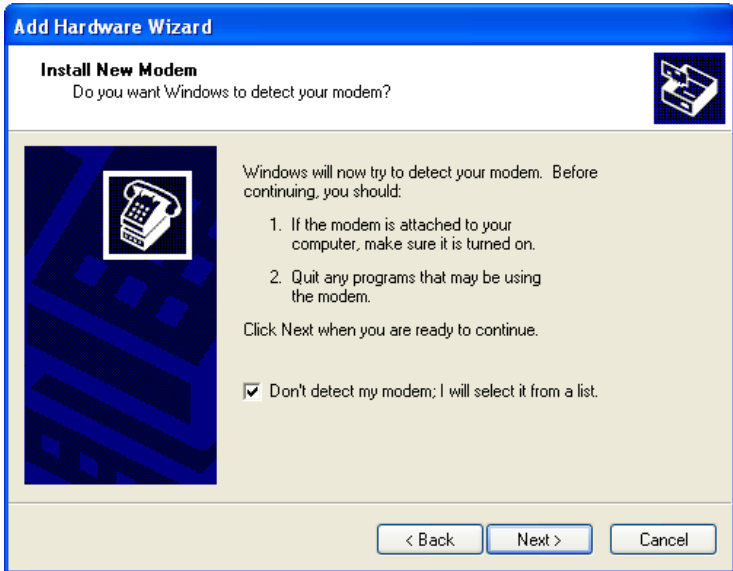 Add Hardware Wizard
Install New Modem
Do you want Windows to detect your modem?
Windows will now try to detect your modem.  Before
continuing, you should:
1. If the modem is attached to your
computer, make sure it is turned on.
2. Quit any programs that may be using
the modem.
Click Next when you are ready to continue.
Don't detect my modem; I will select it from a list.
< Back
Next >
Cancel